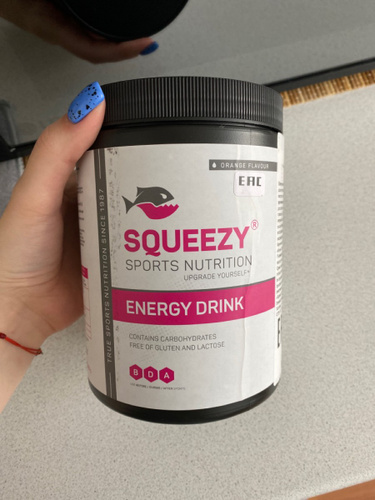 ORANGE FLAVOUR
EAC
SQUEEZY®
SPORTS NUTRITION
UPGRADE YOURSELF
ENERGY DRINK
CONTAINS CARBOHYDRATES
FREE OF GLUTEN AND LACTOSE
B D A
TRUE SPORTS NUTRITION SINCE 1987